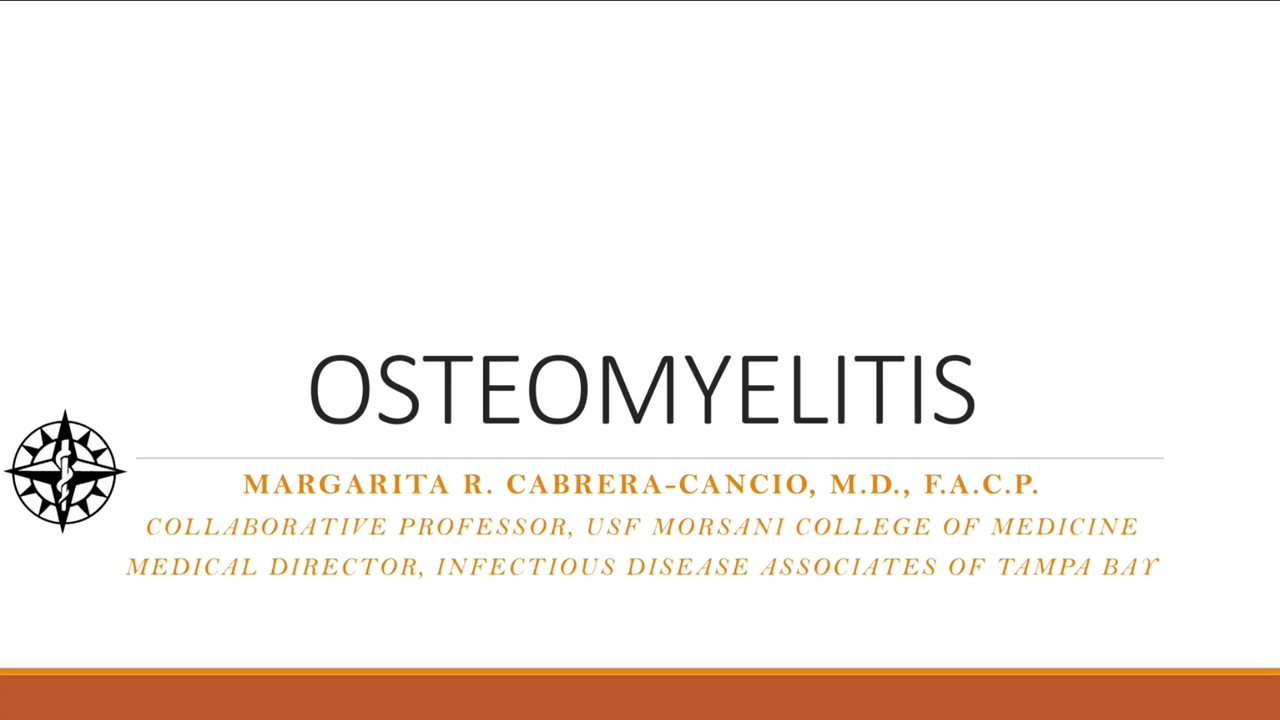 OSTEOMYELITIS
MARGARITA R. CABRERA-CANCIO, M.D., F.A.C.P.
COLLABORATIVE PROFESSOR, USF MORSANI COLLEGE OF MEDICINE
MEDICAL DIRECTOR, INFECTIOUS DISEASE ASSOCIATES OF TAMPA BAY